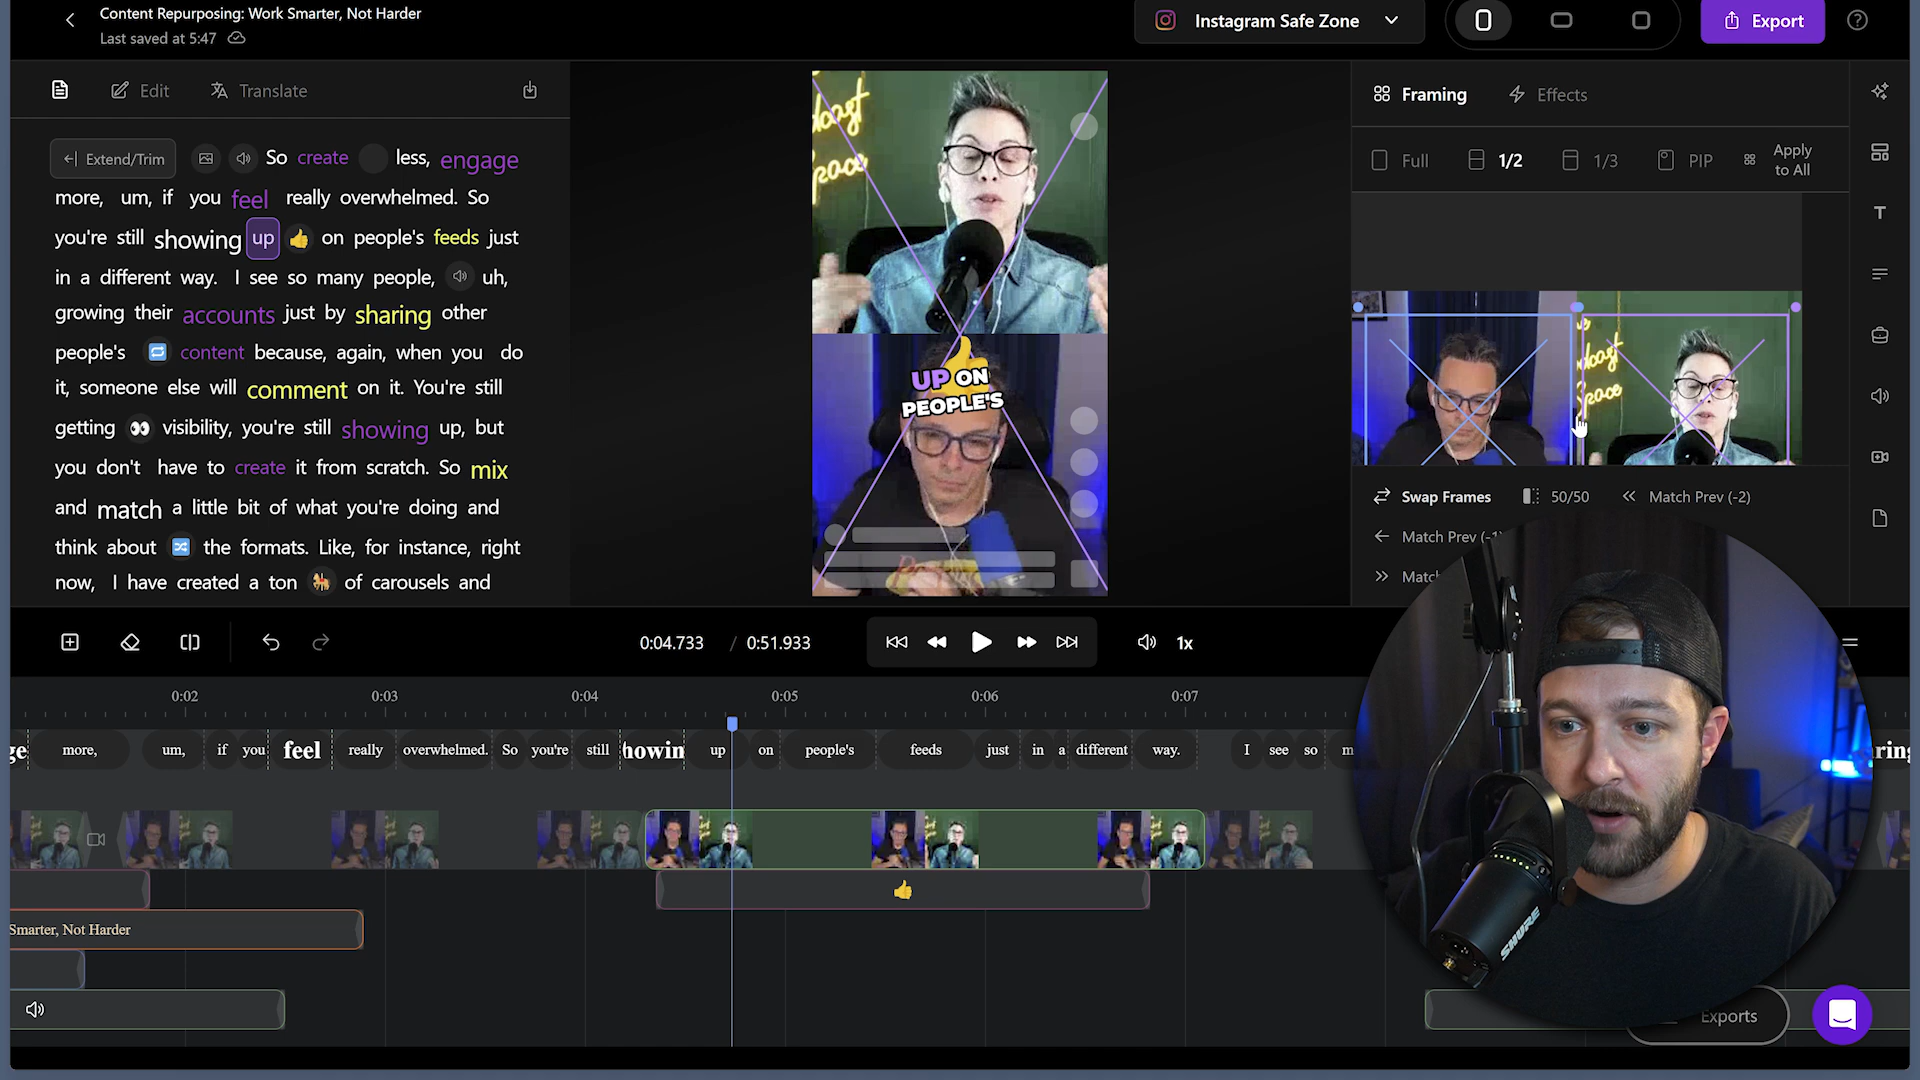 Content Repurposing: Work Smarter, Not Harder
Last saved at 5:47
Instagram Safe Zone
Export
Edit
Translate
Framing
Effects
Full
1/2
1/3
PIP
Apply
to All
Extend/Trim
So create less, engage
more, um, if you feel really overwhelmed. So
you're still showing up on people's feeds just
in a different way. I see so many people, uh,
growing their accounts just by sharing other
people's content because, again, when you do
it, someone else will comment on it. You're still
getting visibility, you're still showing up, but
you don't have to create it from scratch. So mix
and match a little bit of what you're doing and
think about the formats. Like, for instance, right
now, I have created a ton of carousels and
UP ON
PEOPLE'S
Swap Frames
50/50
Match Prev (-2)
Match Prev (-1)
0:04.733 / 0:51.933
1x
0:02
0:03
0:04
0:05
0:06
0:07
more, um, if you feel really overwhelmed. So you're still howin up on people's feeds just in a different way. I see so m
Smarter, Not Harder
SHURE
Exports